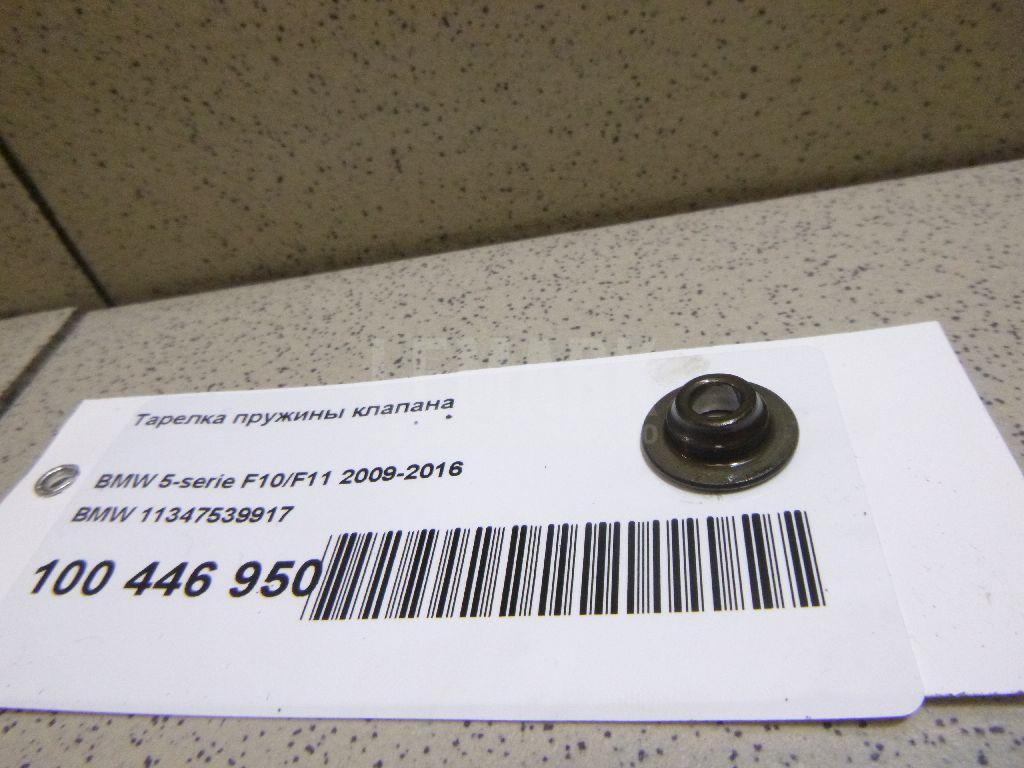 Тарелка пружины клапана
BMW 5-serie F10/F11 2009-2016
BMW 11347539917
100 446 950